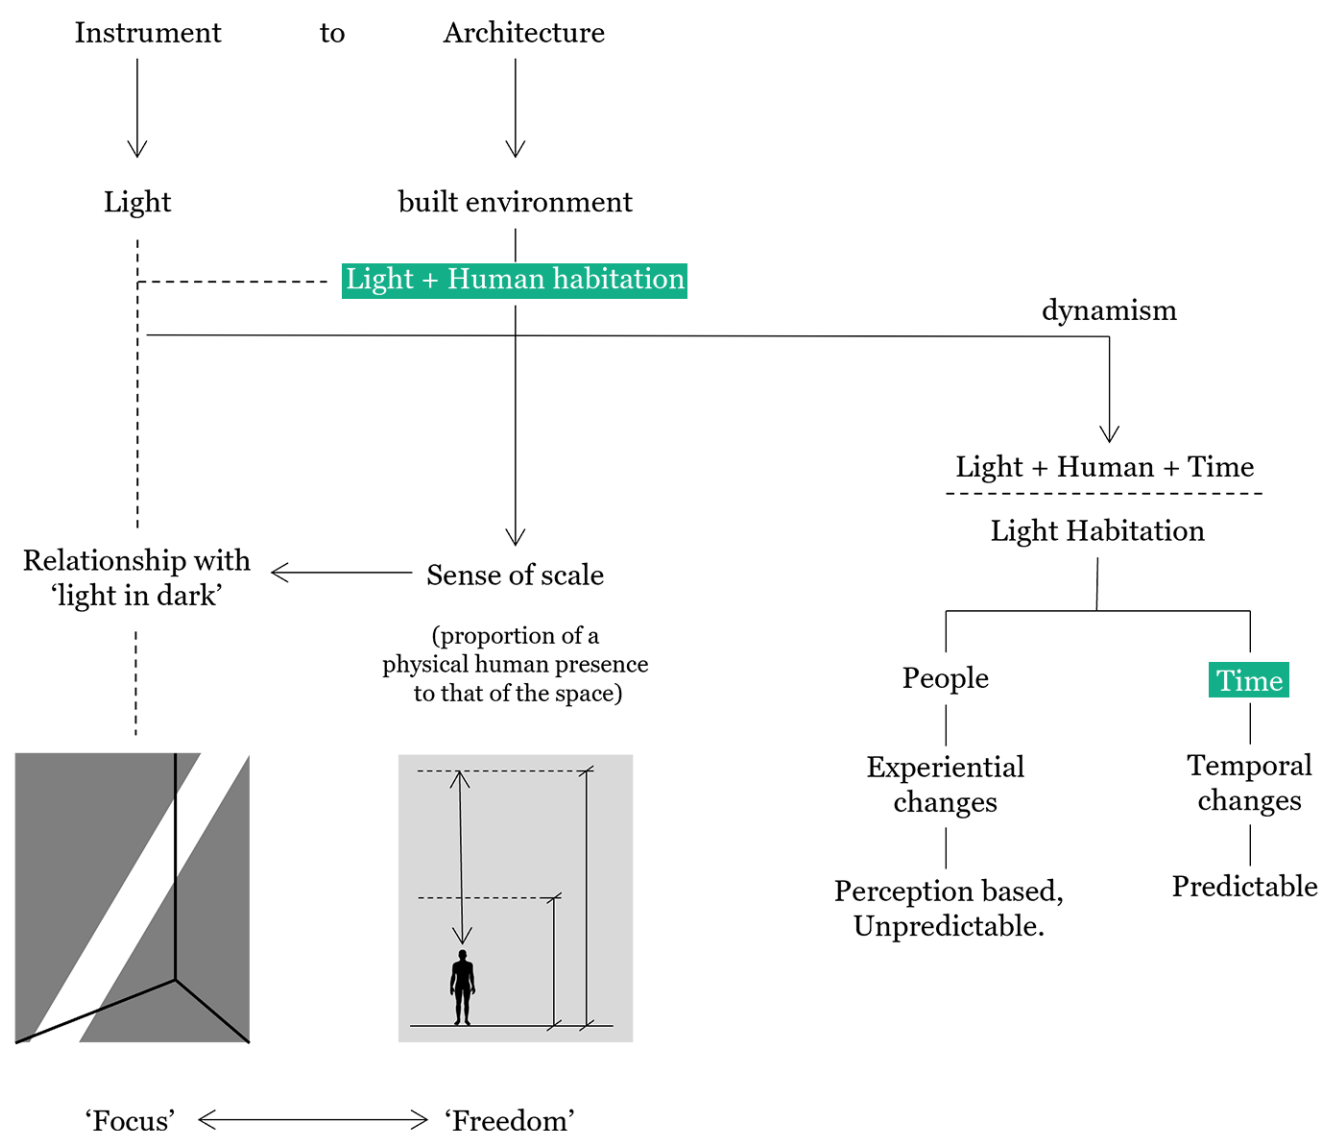 Instrument to Architecture
Light
built environment
Light + Human habitation
dynamism
Light + Human + Time
Light Habitation
Relationship with
‘light in dark’
Sense of scale
(proportion of a
physical human presence
to that of the space)
People
Time
Experiential
changes
Temporal
changes
Perception based,
Unpredictable.
Predictable
‘Focus’
‘Freedom’